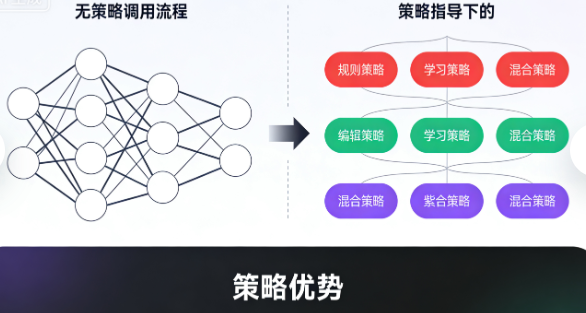 无策略调用流程
策略指导下的
规则策略 学习策略 混合策略
编辑策略 学习策略 混合策略
混合策略 紫合策略 混合策略
策略优势